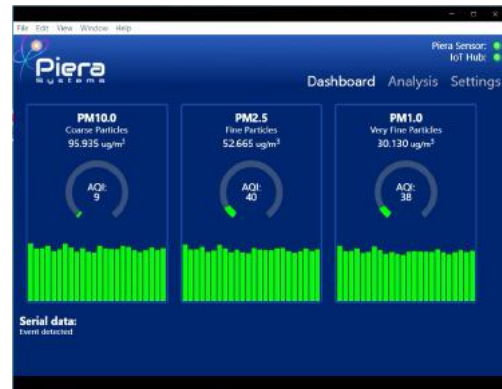 File Edit View Window Help
Piera Sensor:
IoT Hub:
Piera
Systems
Dashboard Analysis Settings
PM10.0
Coarse Particles
95.935 ug/m³
AQI:
9
PM2.5
Fine Particles
52.665 ug/m³
AQI:
40
PM1.0
Very Fine Particles
30.130 ug/m³
AQI:
38
Serial data:
Event detected